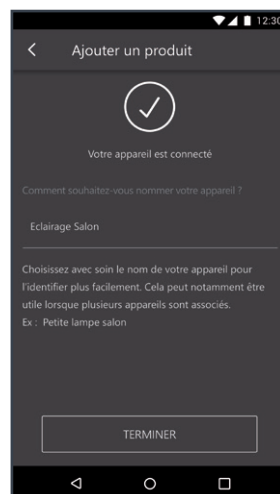 12:30
Ajouter un produit
Votre appareil est connecté
Comment souhaitez-vous nommer votre appareil ?
Eclairage Salon
Choisissez avec soin le nom de votre appareil pour
l'identifier plus facilement. Cela peut notamment être
utile lorsque plusieurs appareils sont associés.
Ex : Petite lampe salon
TERMINER